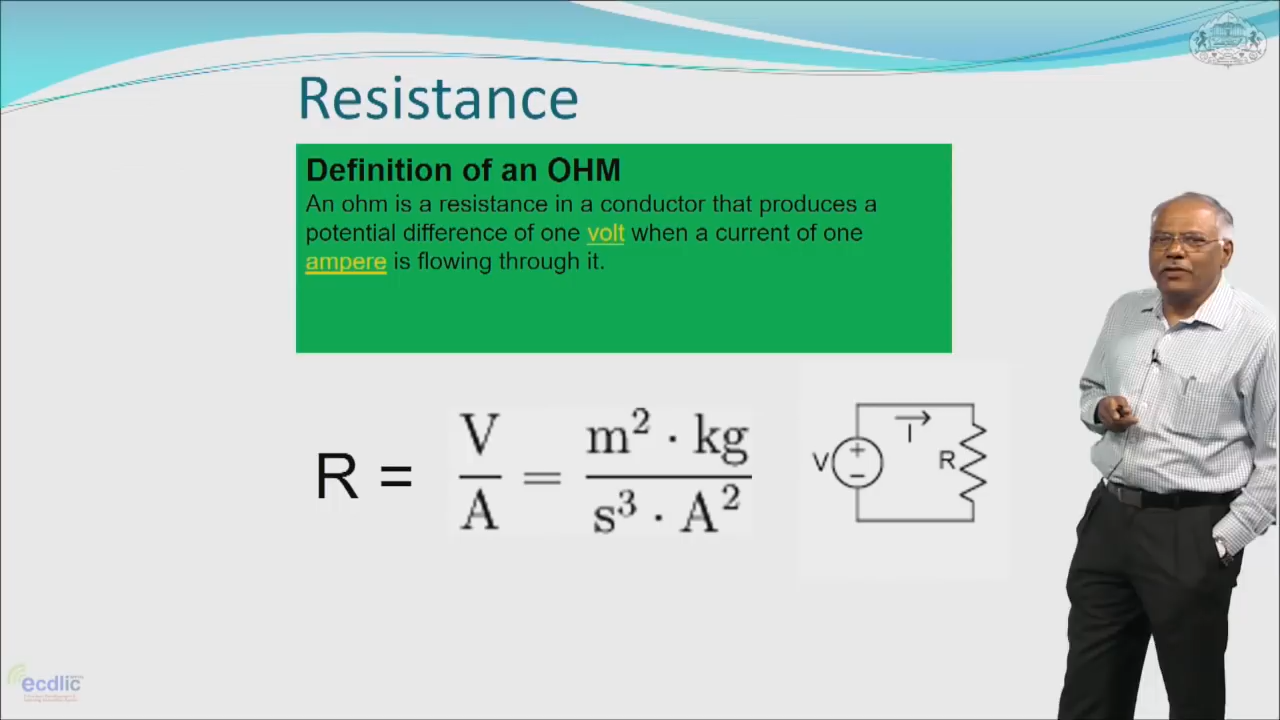 Resistance
Definition of an OHM
An ohm is a resistance in a conductor that produces a
potential difference of one volt when a current of one
ampere is flowing through it.
R = V/A = m² · kg / s³ · A²
V
+
−
I
R
ecdlic